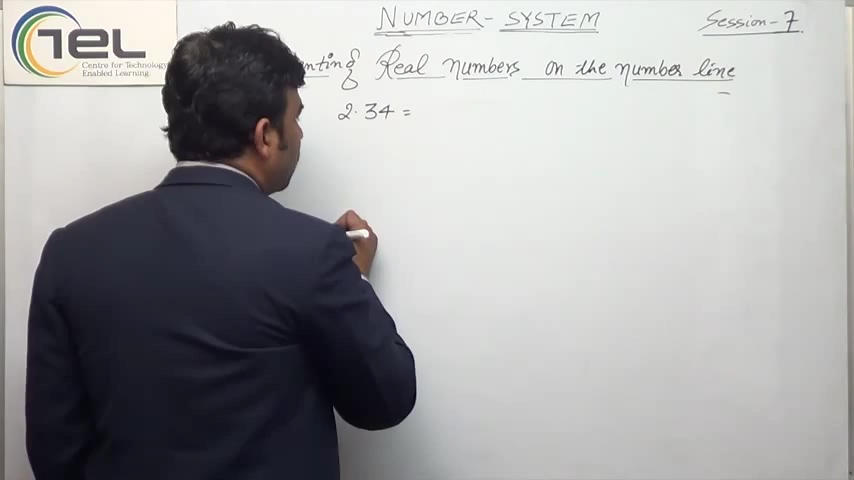 NUMBER - SYSTEM
Session - 7
TEL
Centre for Technology
Enabled Learning
Real numbers on the number line
2.34 =